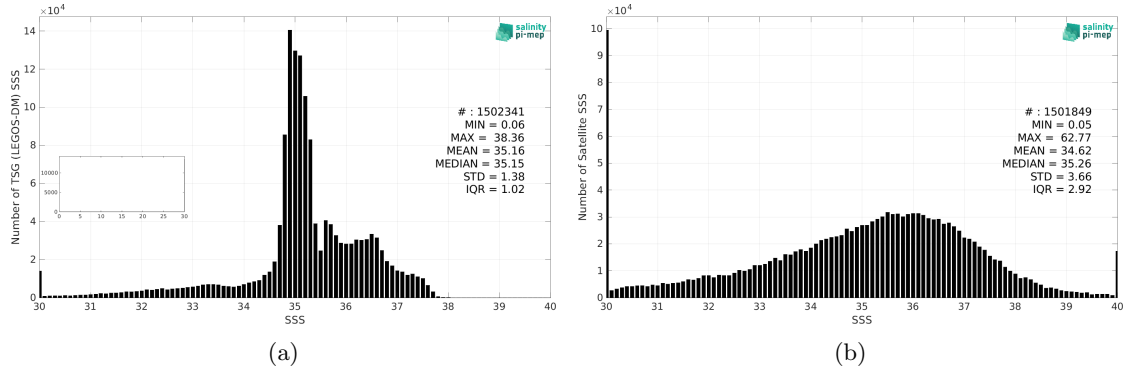 ×10⁴
14
12
10
8
6
4
2
0
Number of TSG (LEGOS-DM) SSS
salinity
pi-mep
# : 1502341
MIN = 0.06
MAX = 38.36
MEAN = 35.16
MEDIAN = 35.15
STD = 1.38
IQR = 1.02
10000
5000
0
0 5 10 15 20 25 30
30 31 32 33 34 35 36 37 38 39 40
SSS
(a)
×10⁴
10
9
8
7
6
5
4
3
2
1
0
Number of Satellite SSS
salinity
pi-mep
# : 1501849
MIN = 0.05
MAX = 62.77
MEAN = 34.62
MEDIAN = 35.26
STD = 3.66
IQR = 2.92
30 31 32 33 34 35 36 37 38 39 40
SSS
(b)